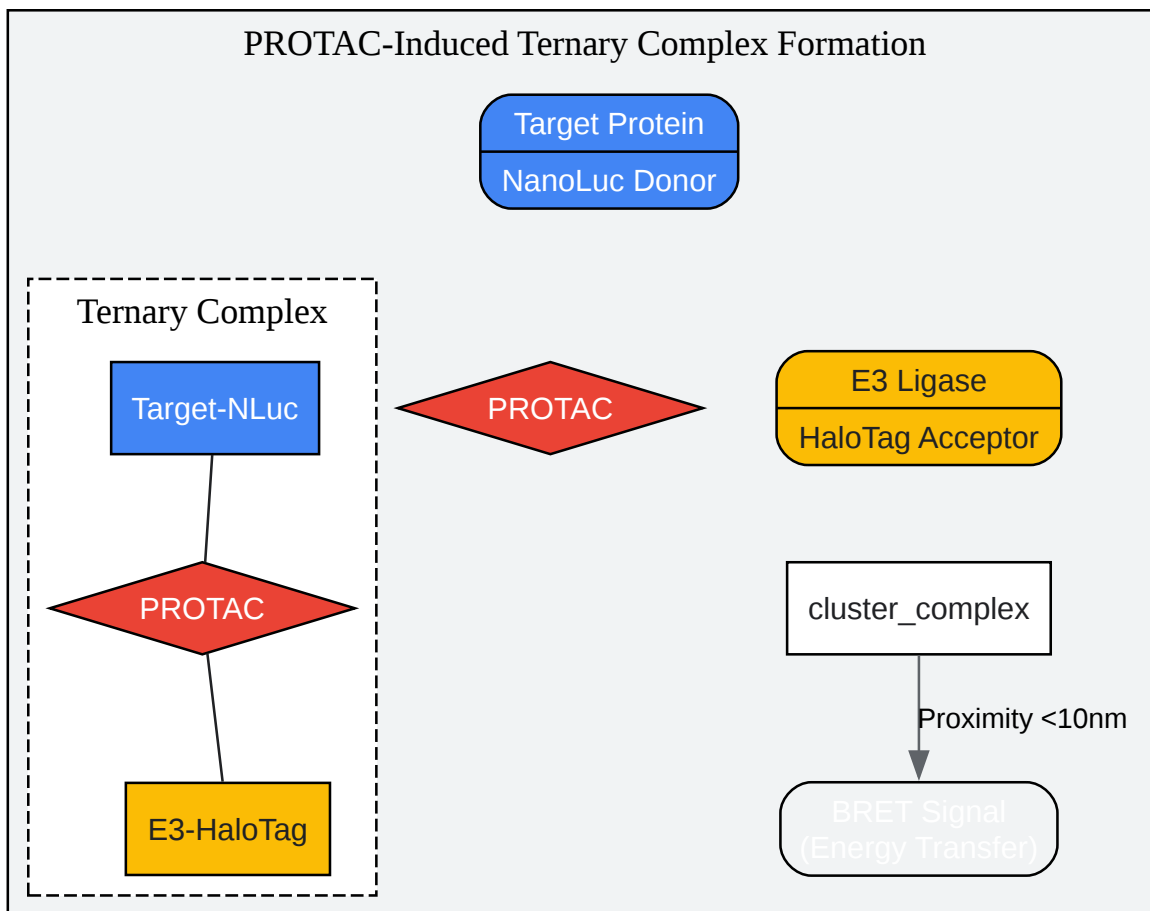 PROTAC-Induced Ternary Complex Formation
Target Protein
NanoLuc Donor
Ternary Complex
Target-NLuc
PROTAC
E3-HaloTag
PROTAC
E3 Ligase
HaloTag Acceptor
cluster_complex
Proximity <10nm
BRET Signal
(Energy Transfer)